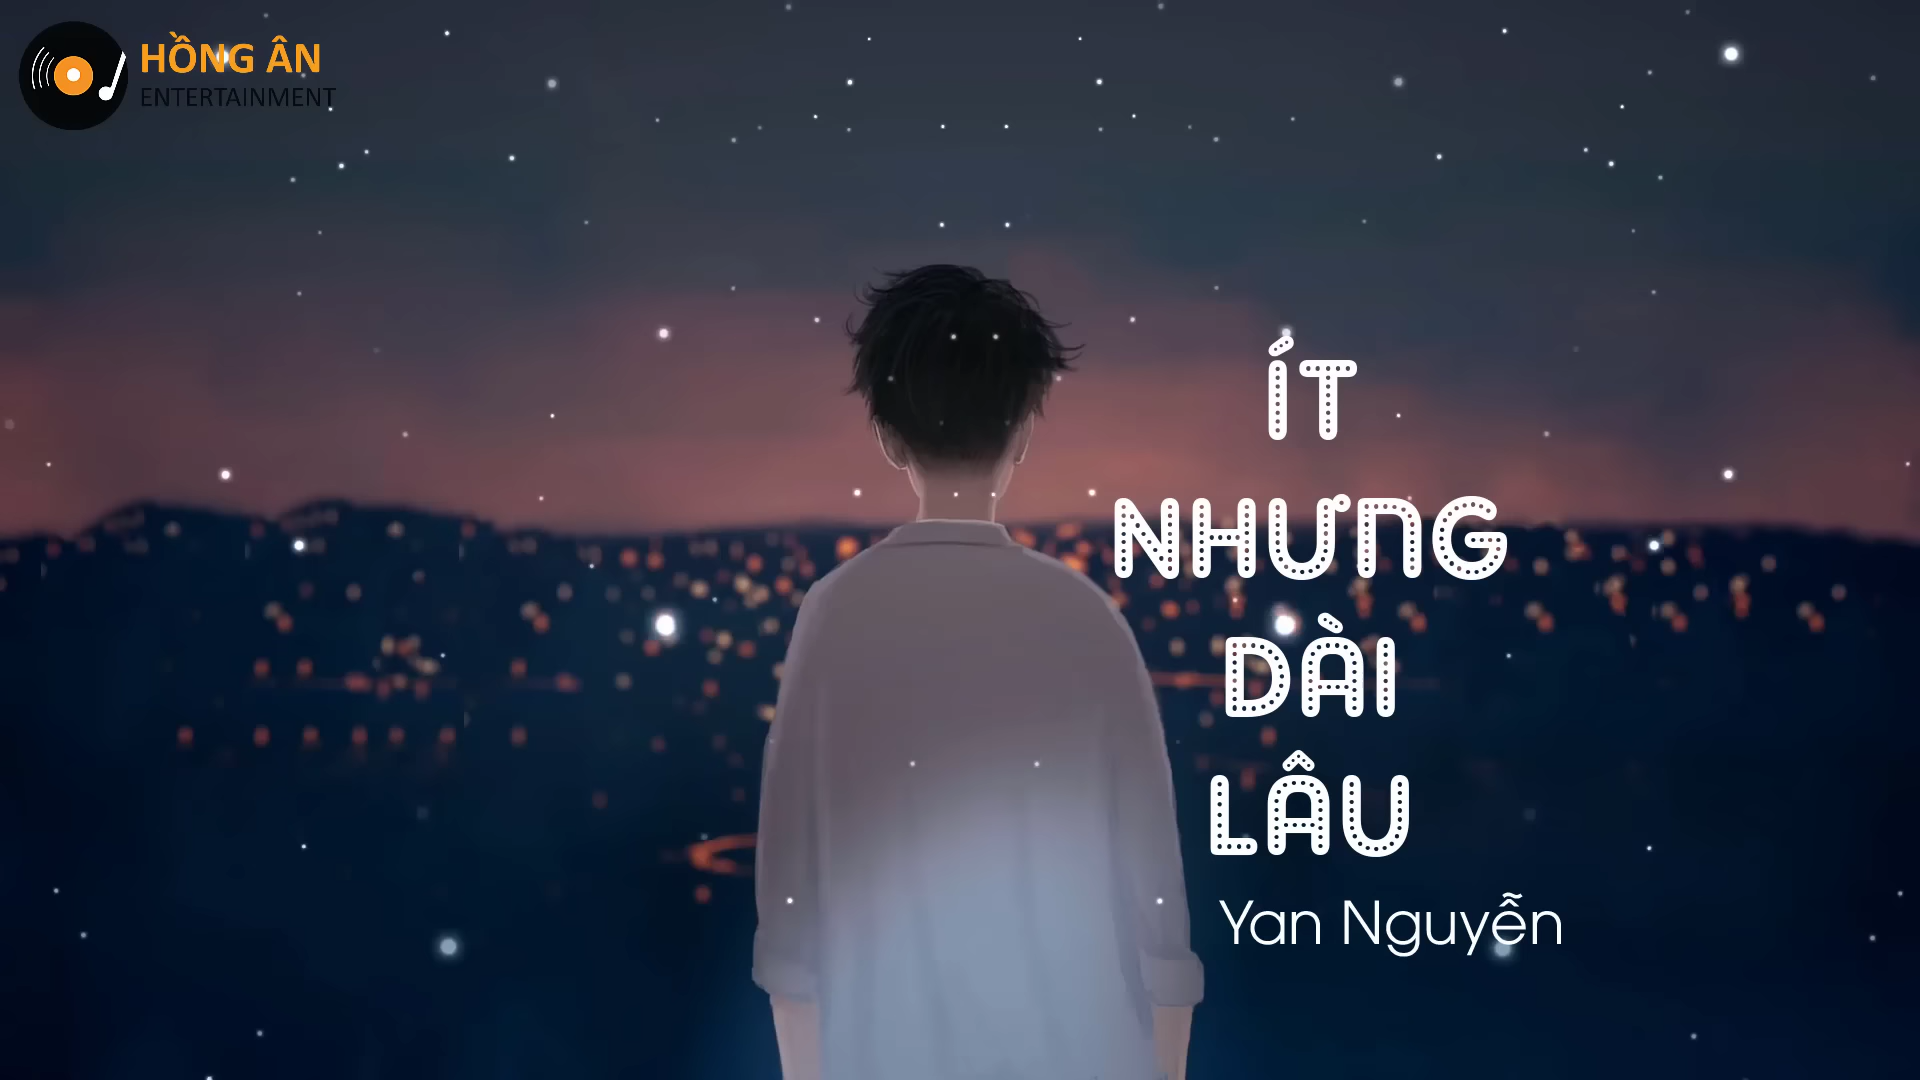 HỒNG ÂN
ENTERTAINMENT
ÍT
NHƯNG
DÀI
LÂU
Yan Nguyễn